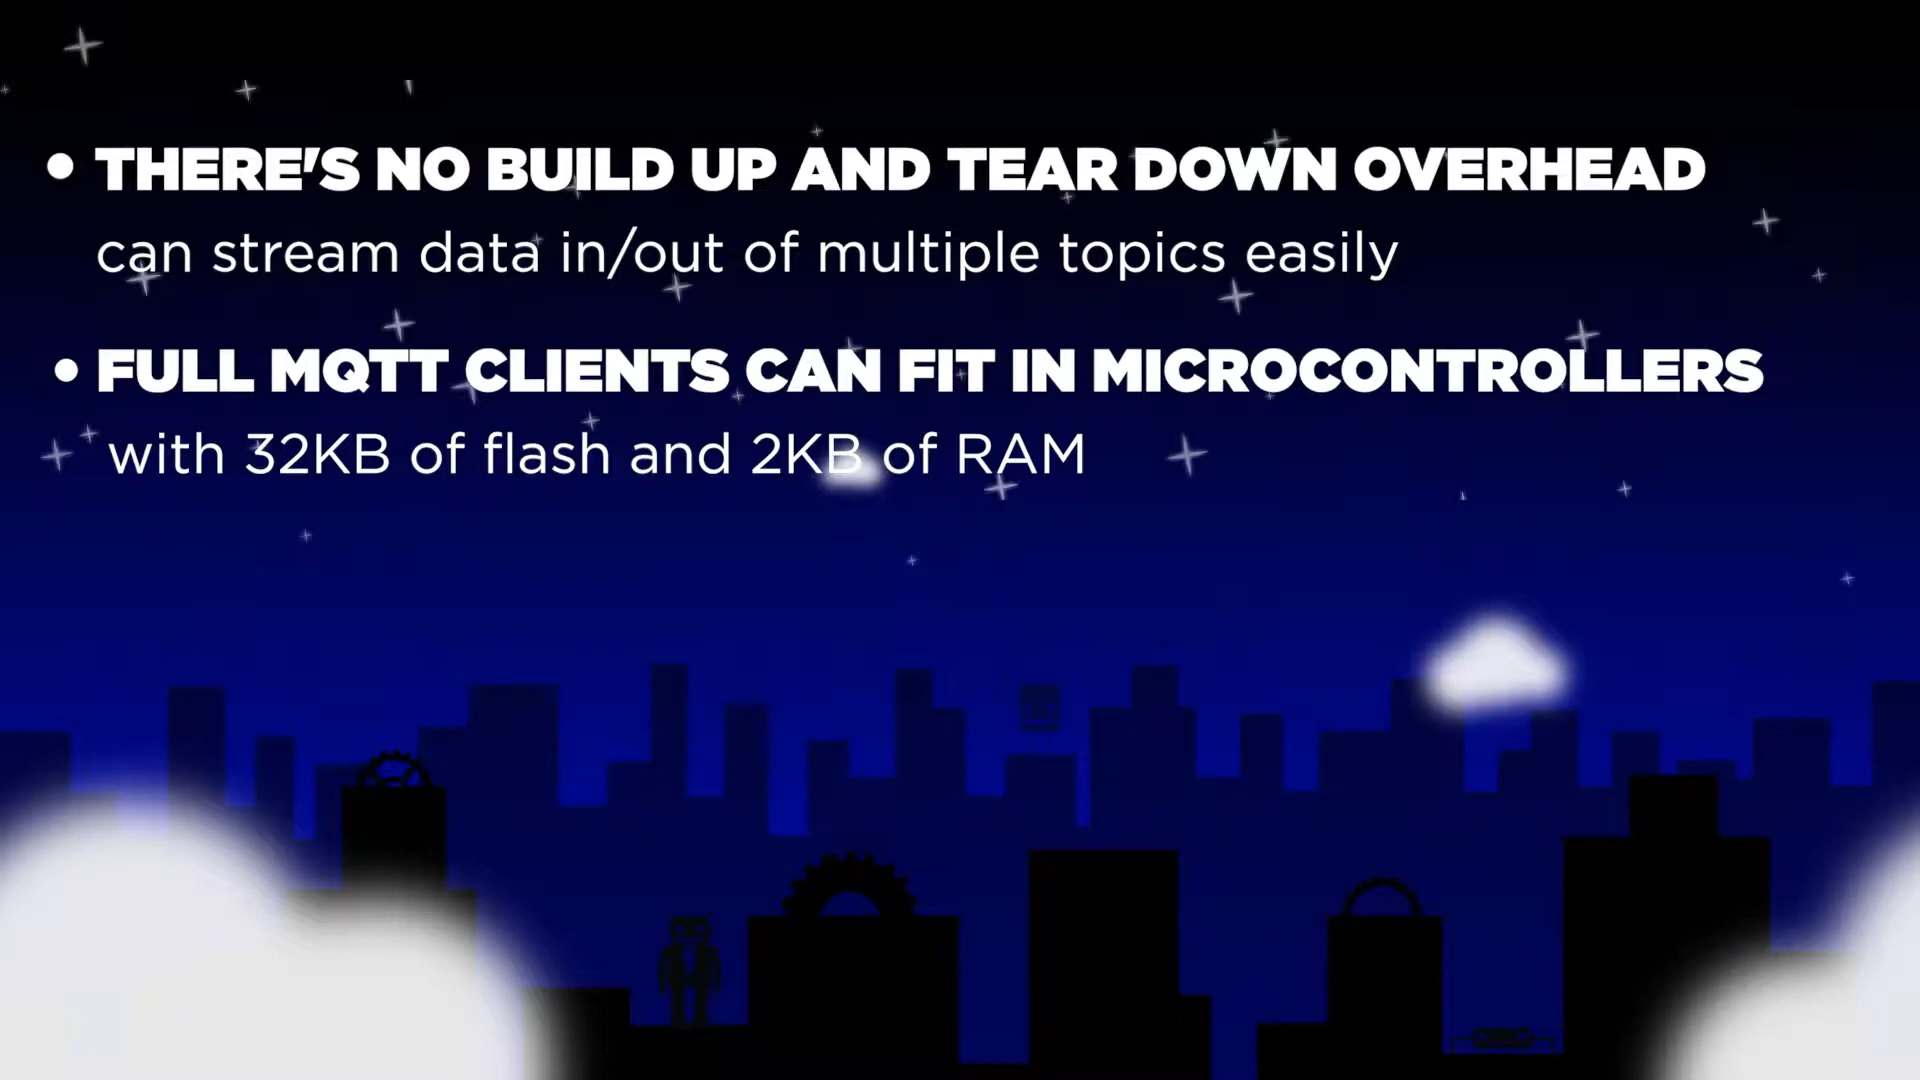 • THERE'S NO BUILD UP AND TEAR DOWN OVERHEAD
can stream data in/out of multiple topics easily
• FULL MQTT CLIENTS CAN FIT IN MICROCONTROLLERS
with 32KB of flash and 2KB of RAM